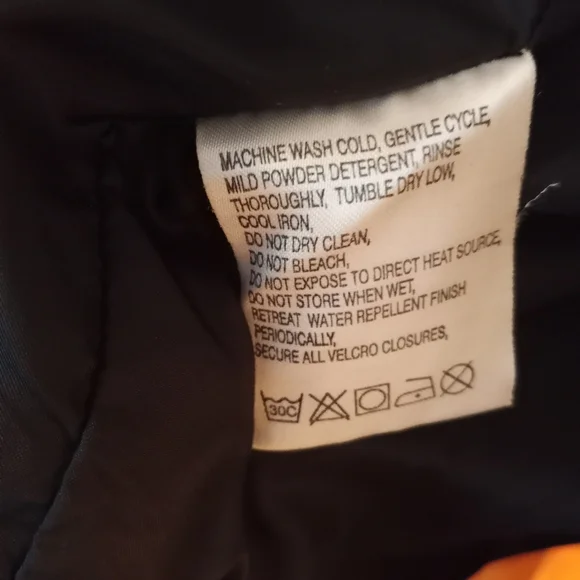 MACHINE WASH COLD, GENTLE CYCLE,
MILD POWDER DETERGENT, RINSE
THOROUGHLY, TUMBLE DRY LOW,
COOL IRON,
DO NOT DRY CLEAN,
DO NOT BLEACH,
DO NOT EXPOSE TO DIRECT HEAT SOURCE,
DO NOT STORE WHEN WET,
RETREAT WATER REPELLENT FINISH
PERIODICALLY,
SECURE ALL VELCRO CLOSURES,
30C